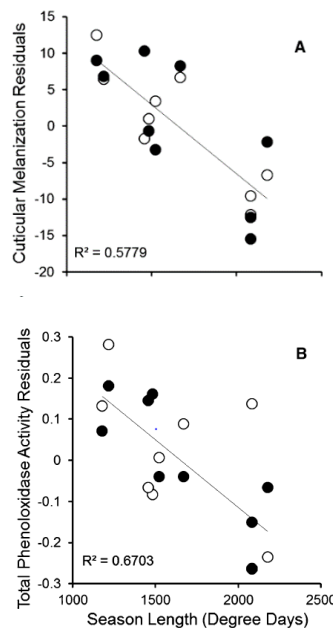 15
10
5
0
-5
-10
-15
-20
Cuticular Melanization Residuals
A
R² = 0.5779
0.3
0.2
0.1
0
-0.1
-0.2
-0.3
Total Phenoloxidase Activity Residuals
B
R² = 0.6703
1000 1500 2000 2500
Season Length (Degree Days)